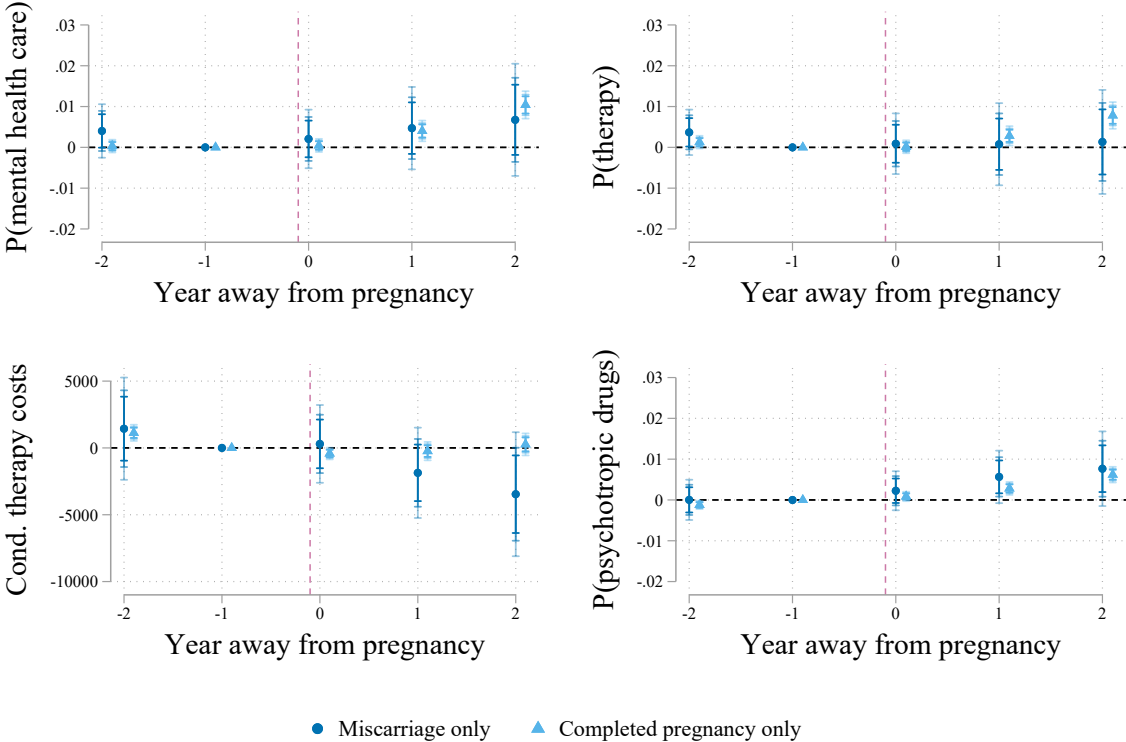 P(mental health care)
.03
.02
.01
0
-.01
-.02
-2 -1 0 1 2
Year away from pregnancy
P(therapy)
.03
.02
.01
0
-.01
-.02
-2 -1 0 1 2
Year away from pregnancy
Cond. therapy costs
5000
0
-5000
-10000
-2 -1 0 1 2
Year away from pregnancy
P(psychotropic drugs)
.03
.02
.01
0
-.01
-.02
-2 -1 0 1 2
Year away from pregnancy
Miscarriage only Completed pregnancy only